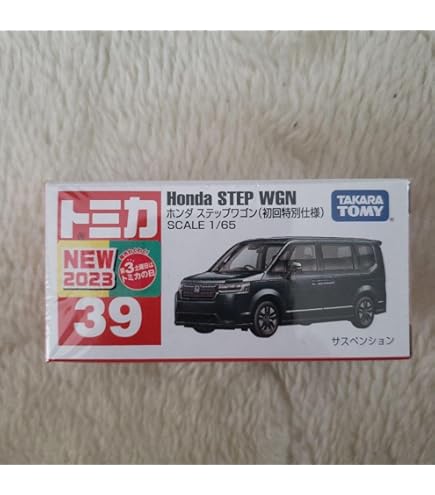 トミカ
NEW
2023
第3土曜日は
トミカの日
39
Honda STEP WGN
ホンダ ステップワゴン(初回特別仕様)
SCALE 1/65
TAKARA
TOMY
サスペンション